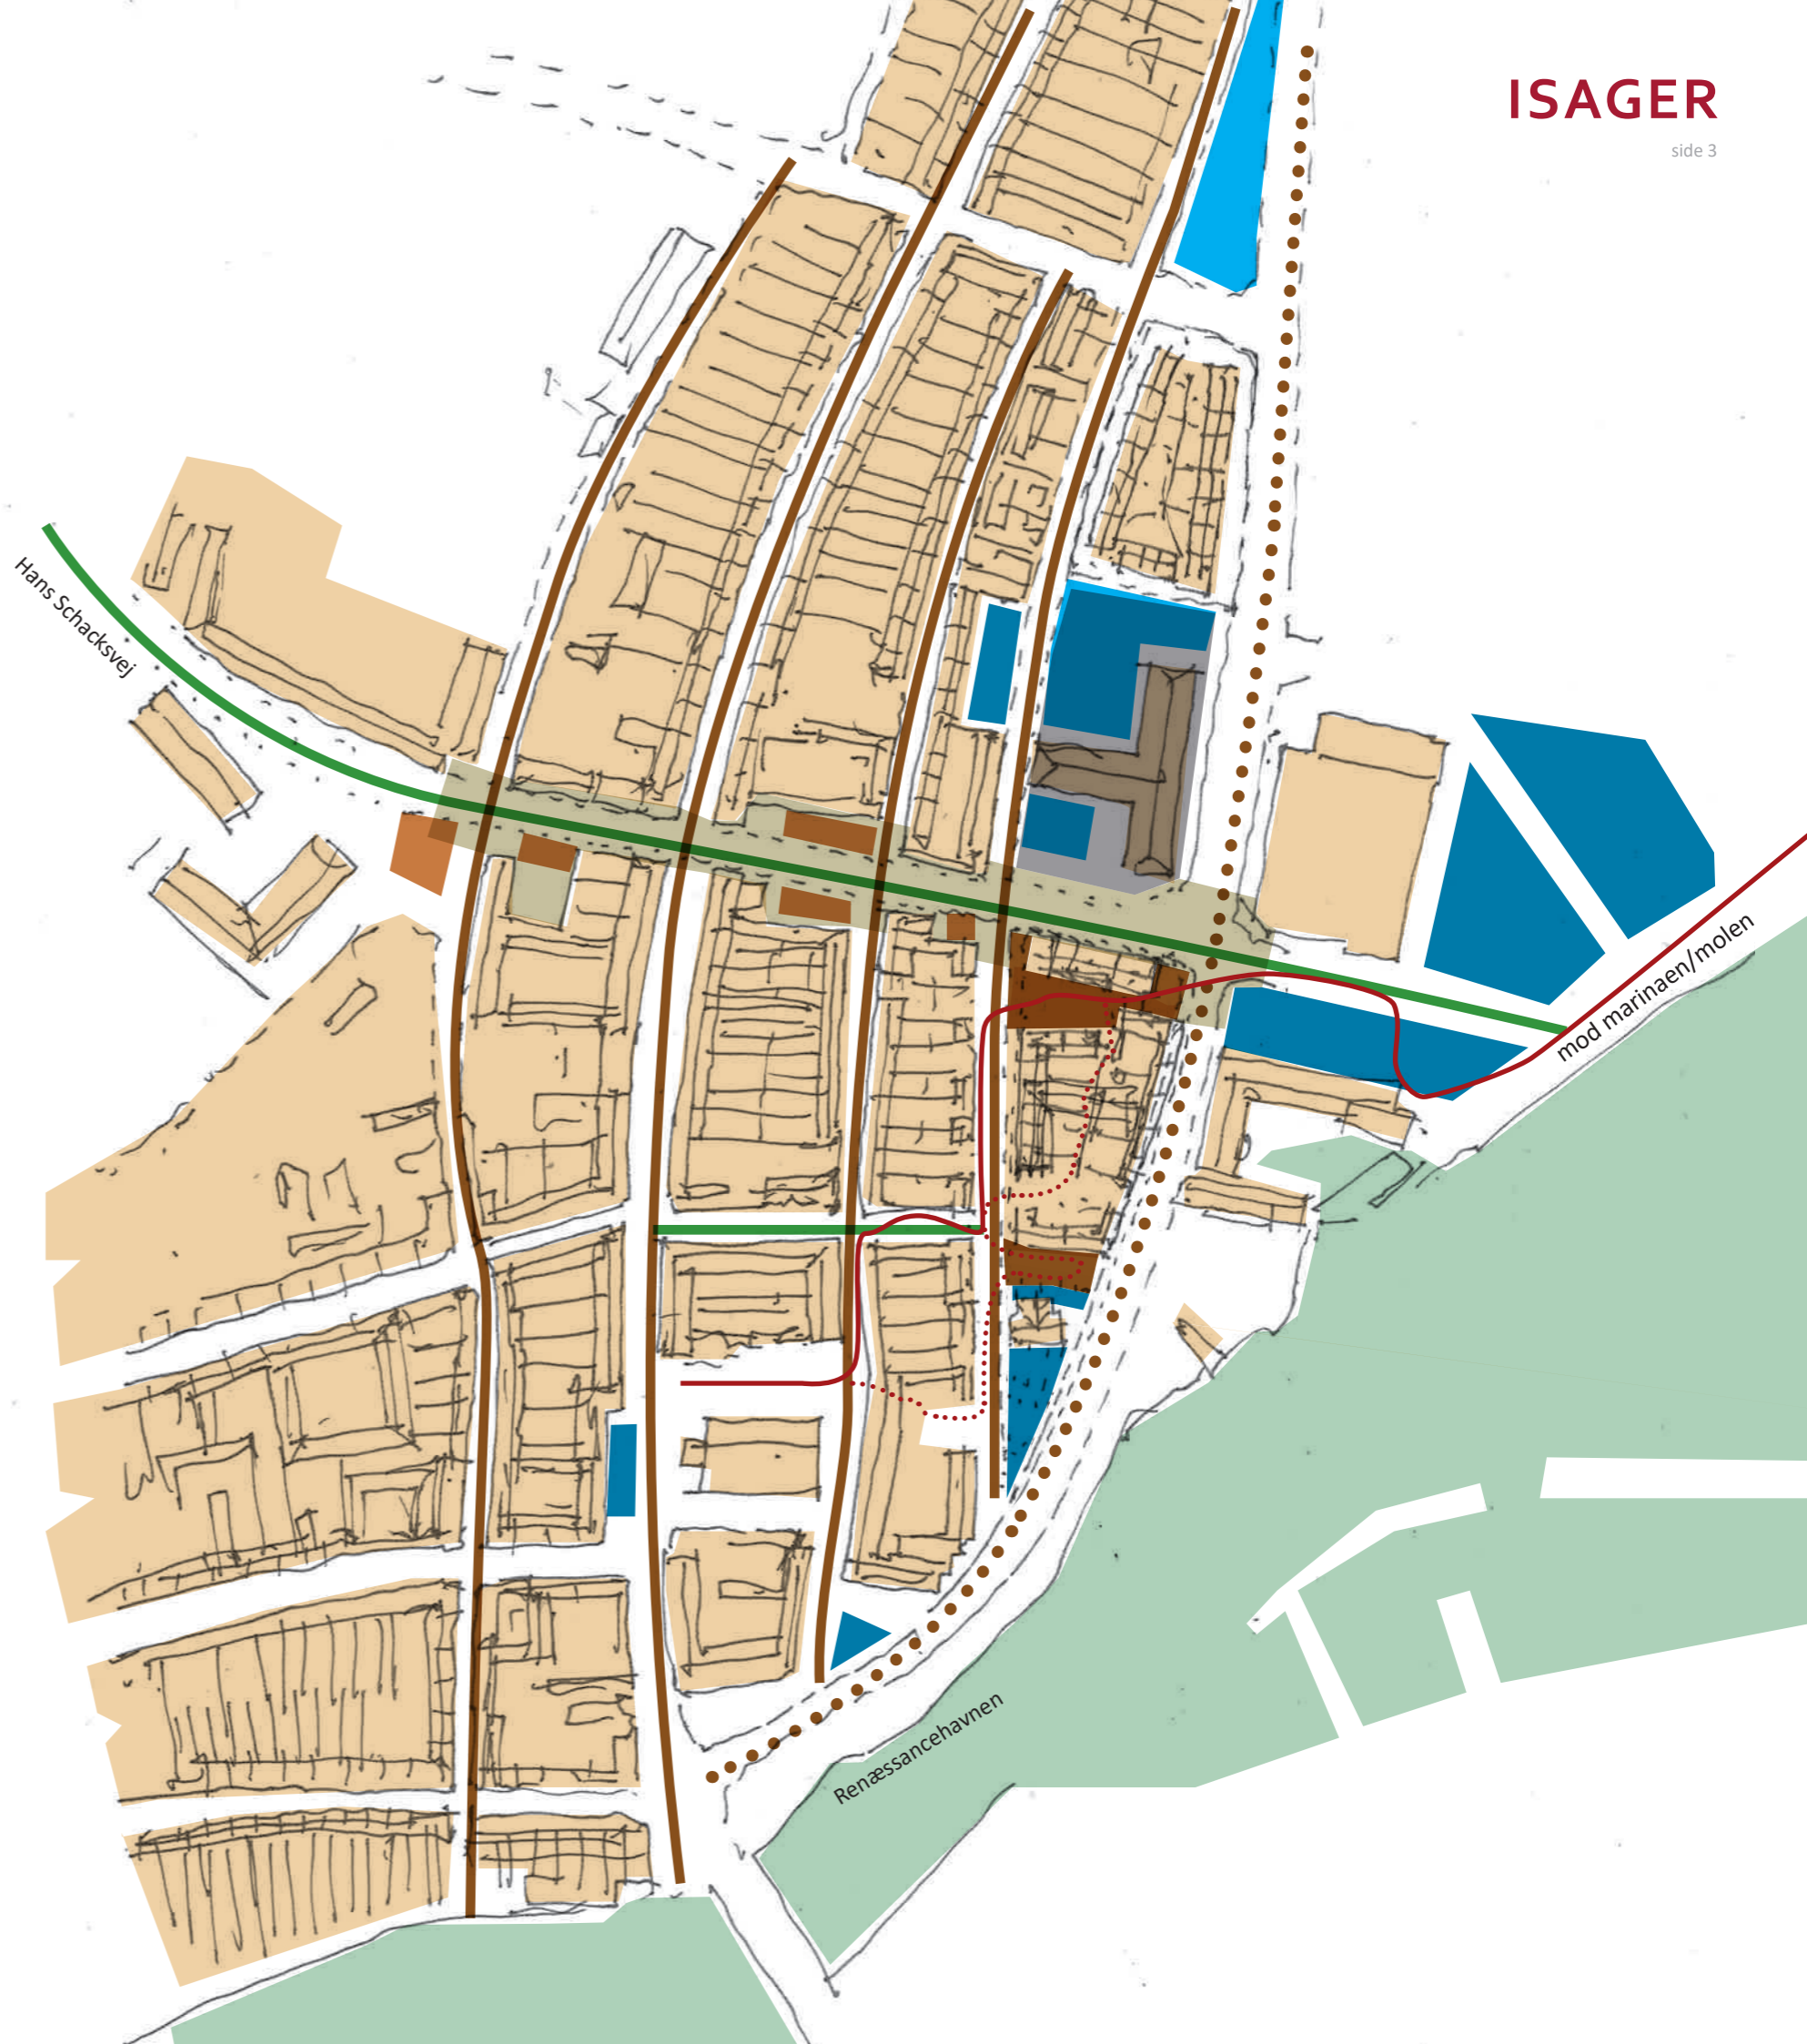 ISAGER
side 3
Hans Schacksvej
mod marinaen/molen
Renæssancehavnen